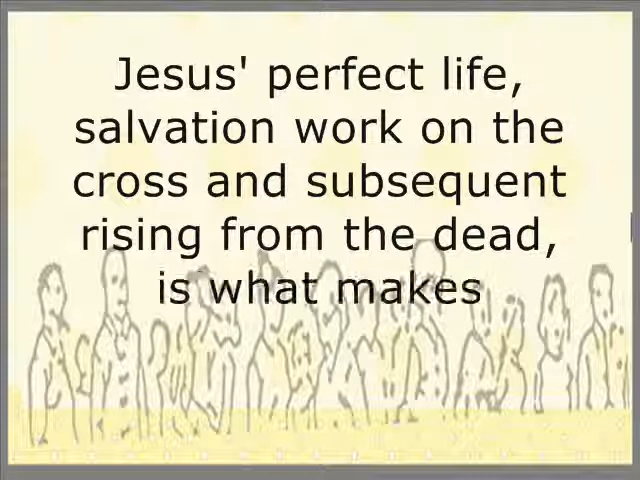 Jesus' perfect life,
salvation work on the
cross and subsequent
rising from the dead,
is what makes